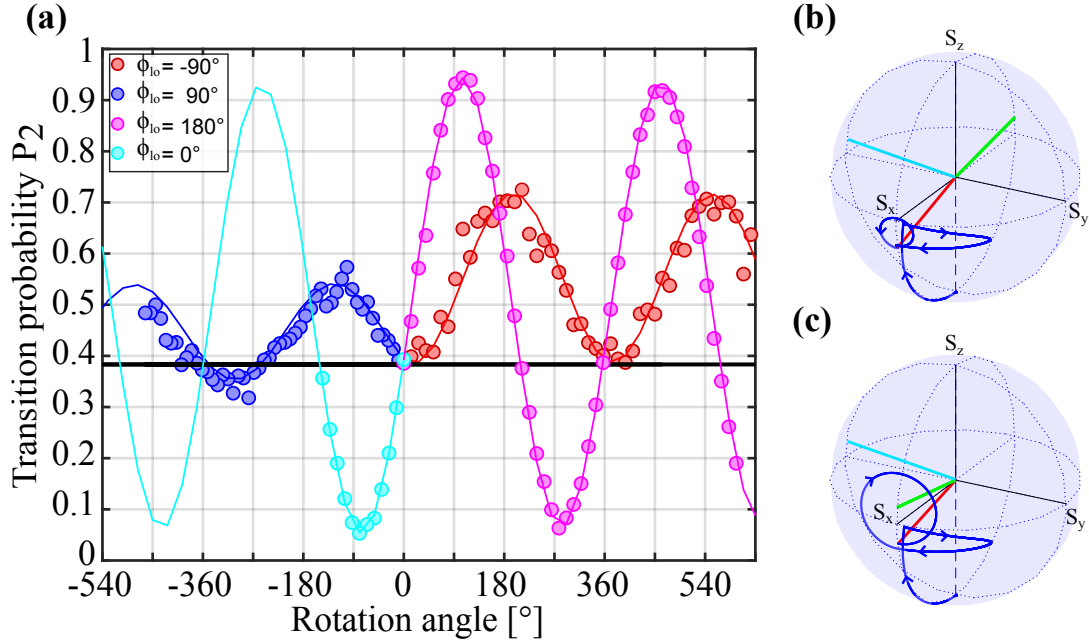 (a)
1
0.9
0.8
0.7
0.6
0.5
0.4
0.3
0.2
0.1
0
Transition probability P2
ϕlo = -90°
ϕlo = 90°
ϕlo = 180°
ϕlo = 0°
-540
-360
-180
0
180
360
540
Rotation angle [°]
(b)
Sz
Sx
Sy
(c)
Sz
Sx
Sy